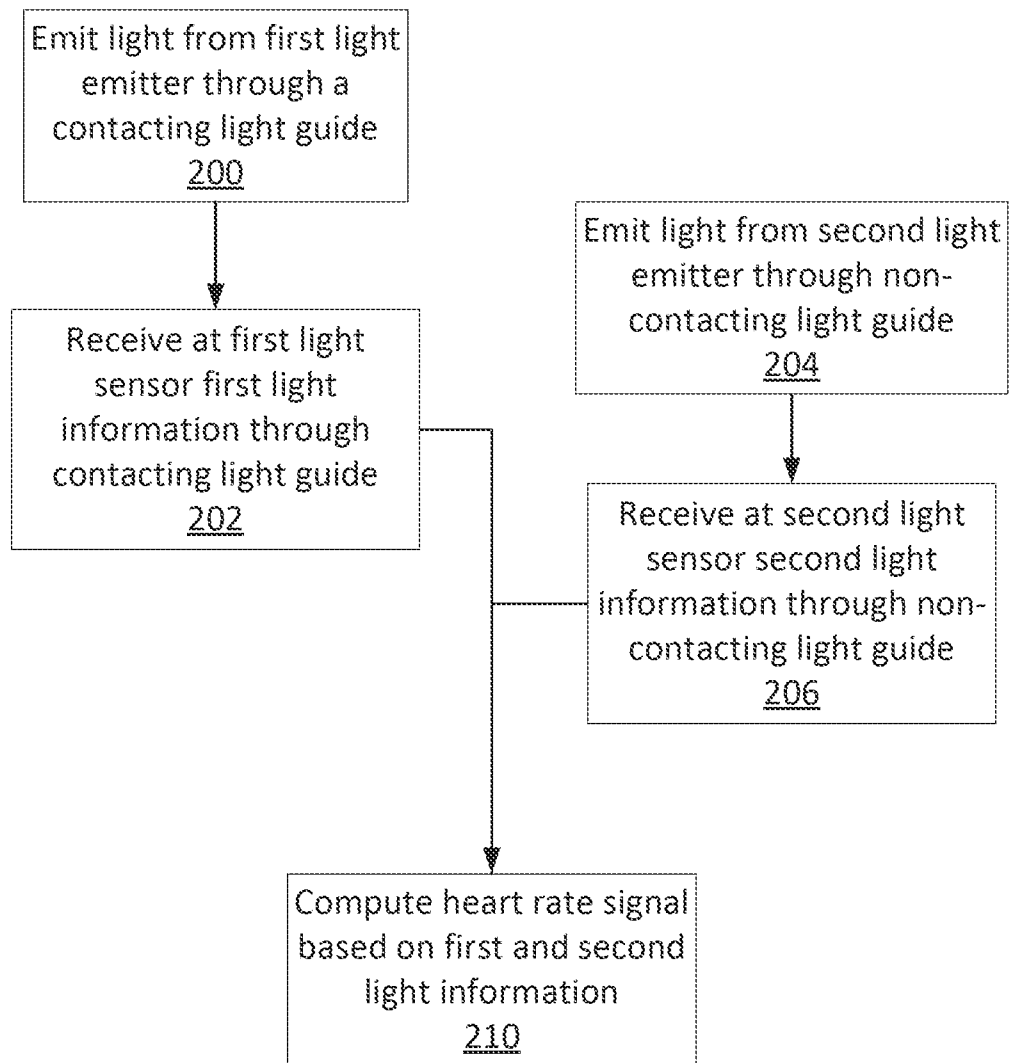 Emit light from first light
emitter through a
contacting light guide
200
Emit light from second light
emitter through non-
contacting light guide
204
Receive at first light
sensor first light
information through
contacting light guide
202
Receive at second light
sensor second light
information through non-
contacting light guide
206
Compute heart rate signal
based on first and second
light information
210